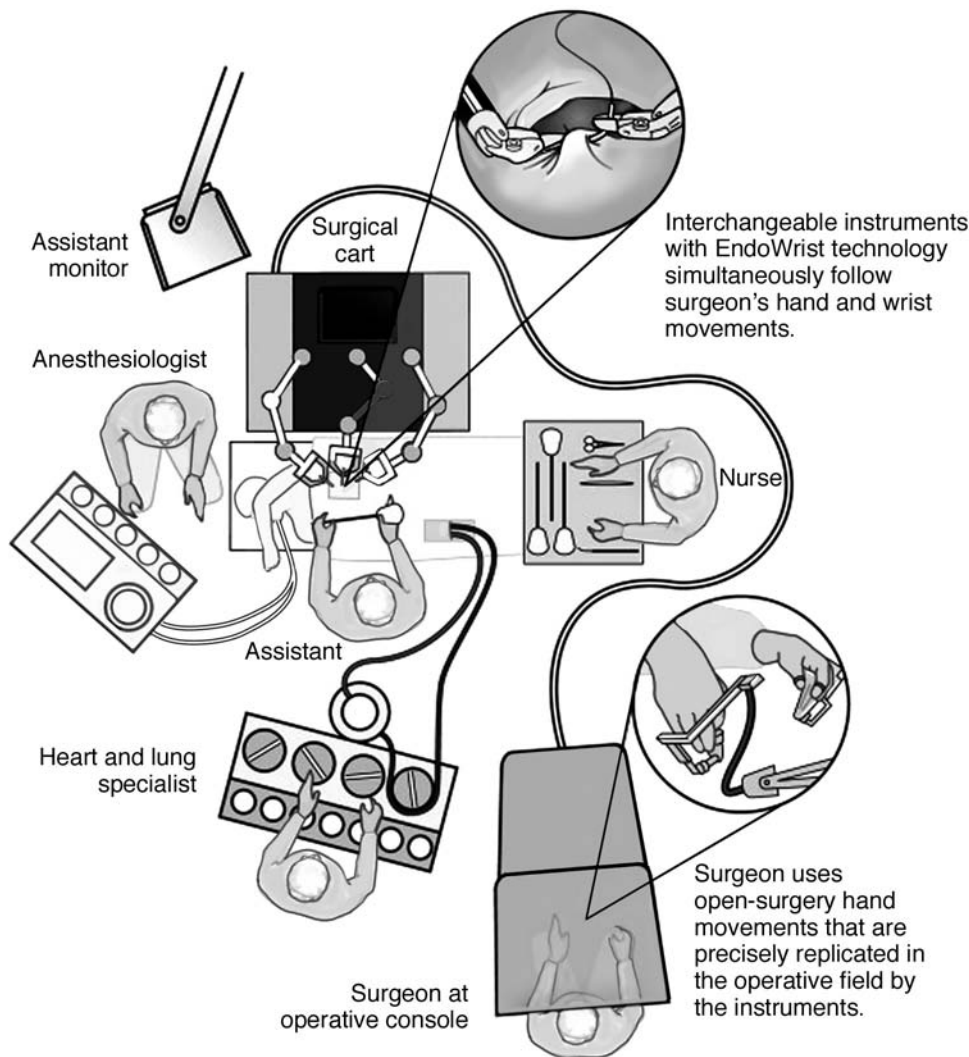 Assistant
monitor
Surgical
cart
Interchangeable instruments
with EndoWrist technology
simultaneously follow
surgeon's hand and wrist
movements.
Anesthesiologist
Nurse
Assistant
Heart and lung
specialist
Surgeon uses
open-surgery hand
movements that are
precisely replicated in
the operative field by
the instruments.
Surgeon at
operative console